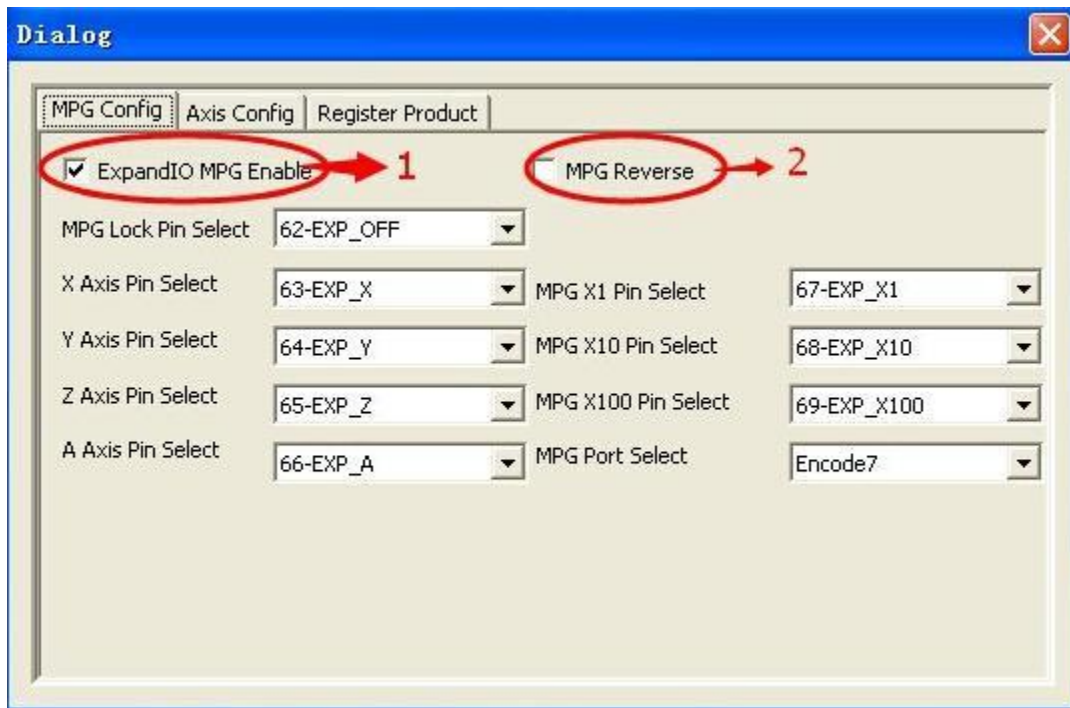 Dialog
MPG Config Axis Config Register Product
ExpandIO MPG Enable 1 MPG Reverse 2
MPG Lock Pin Select 62-EXP_OFF
X Axis Pin Select 63-EXP_X MPG X1 Pin Select 67-EXP_X1
Y Axis Pin Select 64-EXP_Y MPG X10 Pin Select 68-EXP_X10
Z Axis Pin Select 65-EXP_Z MPG X100 Pin Select 69-EXP_X100
A Axis Pin Select 66-EXP_A MPG Port Select Encode7